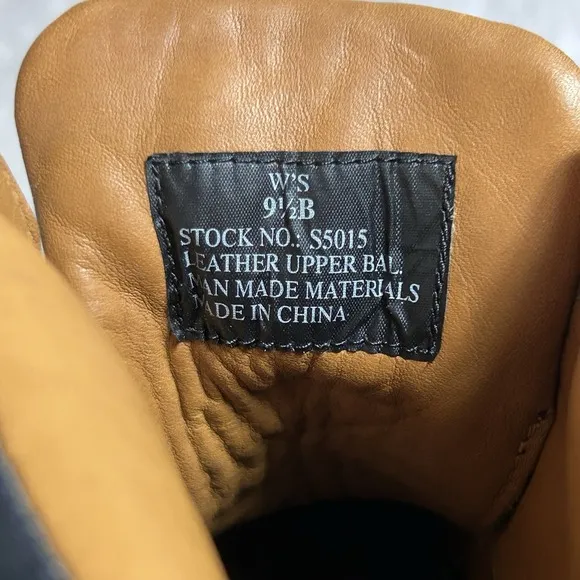 W'S
9½B
STOCK NO.: S5015
LEATHER UPPER BAL.
MAN MADE MATERIALS
MADE IN CHINA